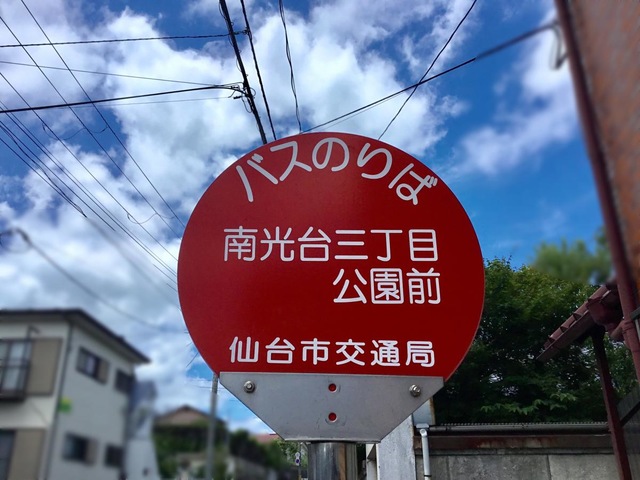 バスのりば
南光台三丁目
公園前
仙台市交通局